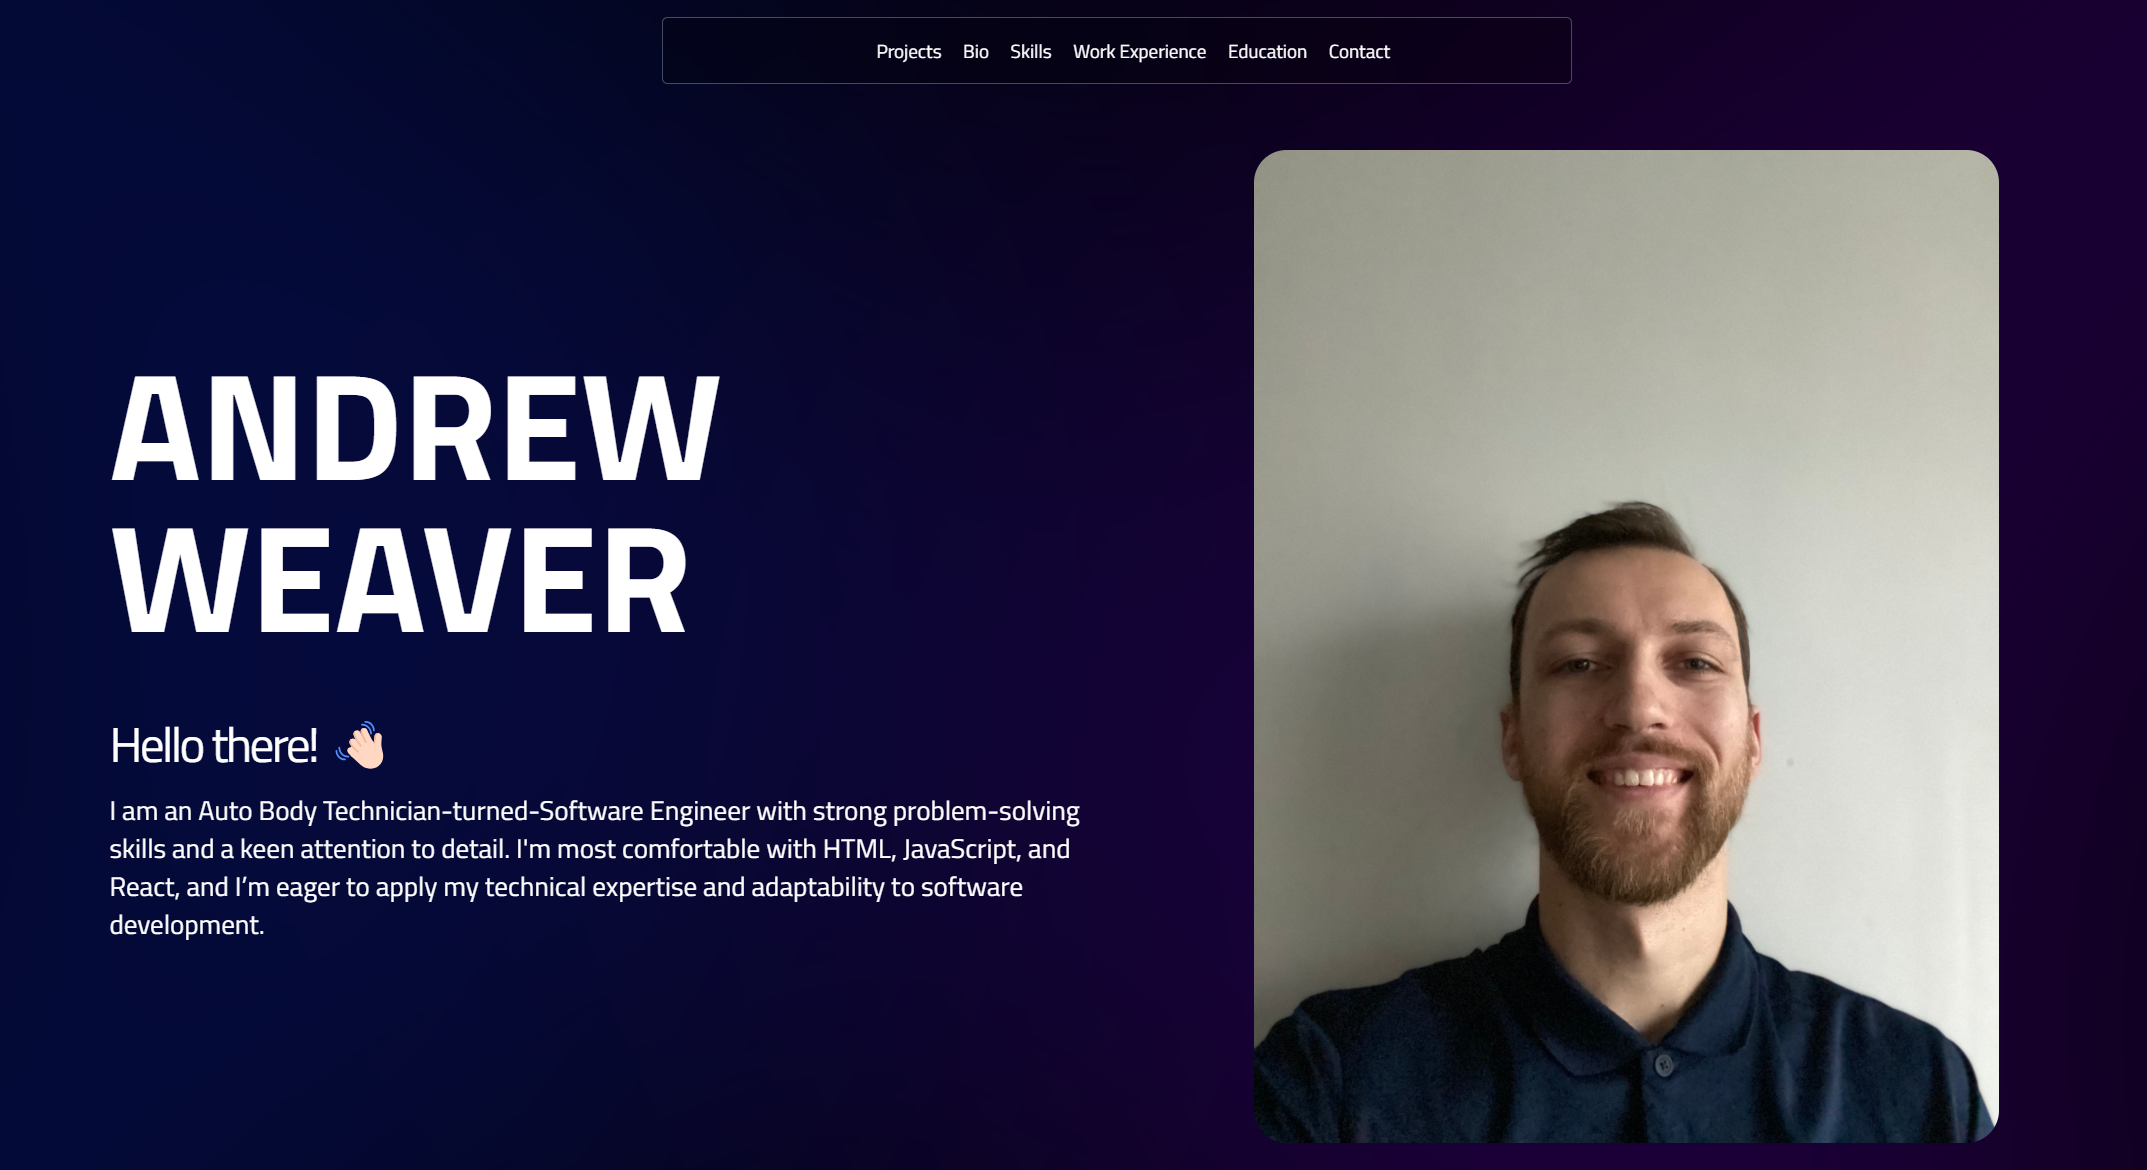 Projects Bio Skills Work Experience Education Contact
ANDREW
WEAVER
Hello there!
I am an Auto Body Technician-turned-Software Engineer with strong problem-solving
skills and a keen attention to detail. I'm most comfortable with HTML, JavaScript, and
React, and I’m eager to apply my technical expertise and adaptability to software
development.